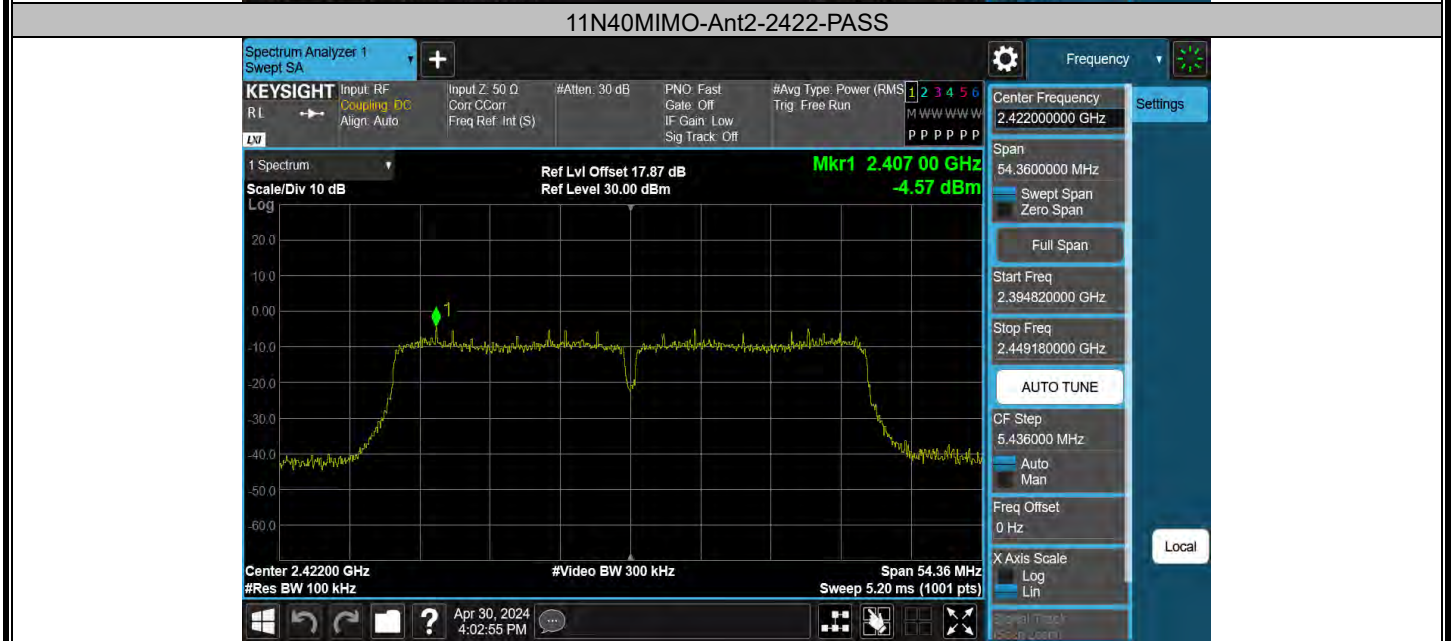 11N40MIMO-Ant2-2422-PASS
Spectrum Analyzer 1
Swept SA
+
Frequency
KEYSIGHT
RL
LXI
Input: RF
Coupling: DC
Align: Auto
Input Z: 50 Ω
Corr CCorr
Freq Ref: Int (S)
#Atten: 30 dB
PNO: Fast
Gate: Off
IF Gain: Low
Sig Track: Off
#Avg Type: Power (RMS
Trig: Free Run
1 2 3 4 5 6
M W W W W W
P P P P P P
Center Frequency
2.422000000 GHz
Settings
1 Spectrum
Scale/Div 10 dB
Log
Ref Lvl Offset 17.87 dB
Ref Level 30.00 dBm
Mkr1 2.407 00 GHz
-4.57 dBm
1
20.0
10.0
0.00
-10.0
-20.0
-30.0
-40.0
-50.0
-60.0
Center 2.42200 GHz
#Res BW 100 kHz
#Video BW 300 kHz
Span 54.36 MHz
Sweep 5.20 ms (1001 pts)
Span
54.3600000 MHz
Swept Span
Zero Span
Full Span
Start Freq
2.394820000 GHz
Stop Freq
2.449180000 GHz
AUTO TUNE
CF Step
5.436000 MHz
Auto
Man
Freq Offset
0 Hz
X Axis Scale
Log
Lin
Local
?
Apr 30, 2024
4:02:55 PM